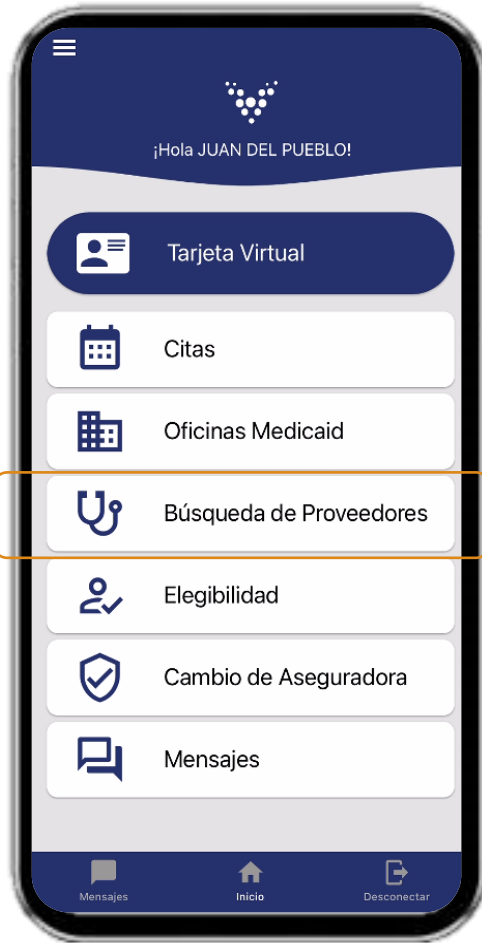 ¡Hola JUAN DEL PUEBLO!
Tarjeta Virtual
Citas
Oficinas Medicaid
Búsqueda de Proveedores
Elegibilidad
Cambio de Aseguradora
Mensajes
Mensajes
Inicio
Desconectar